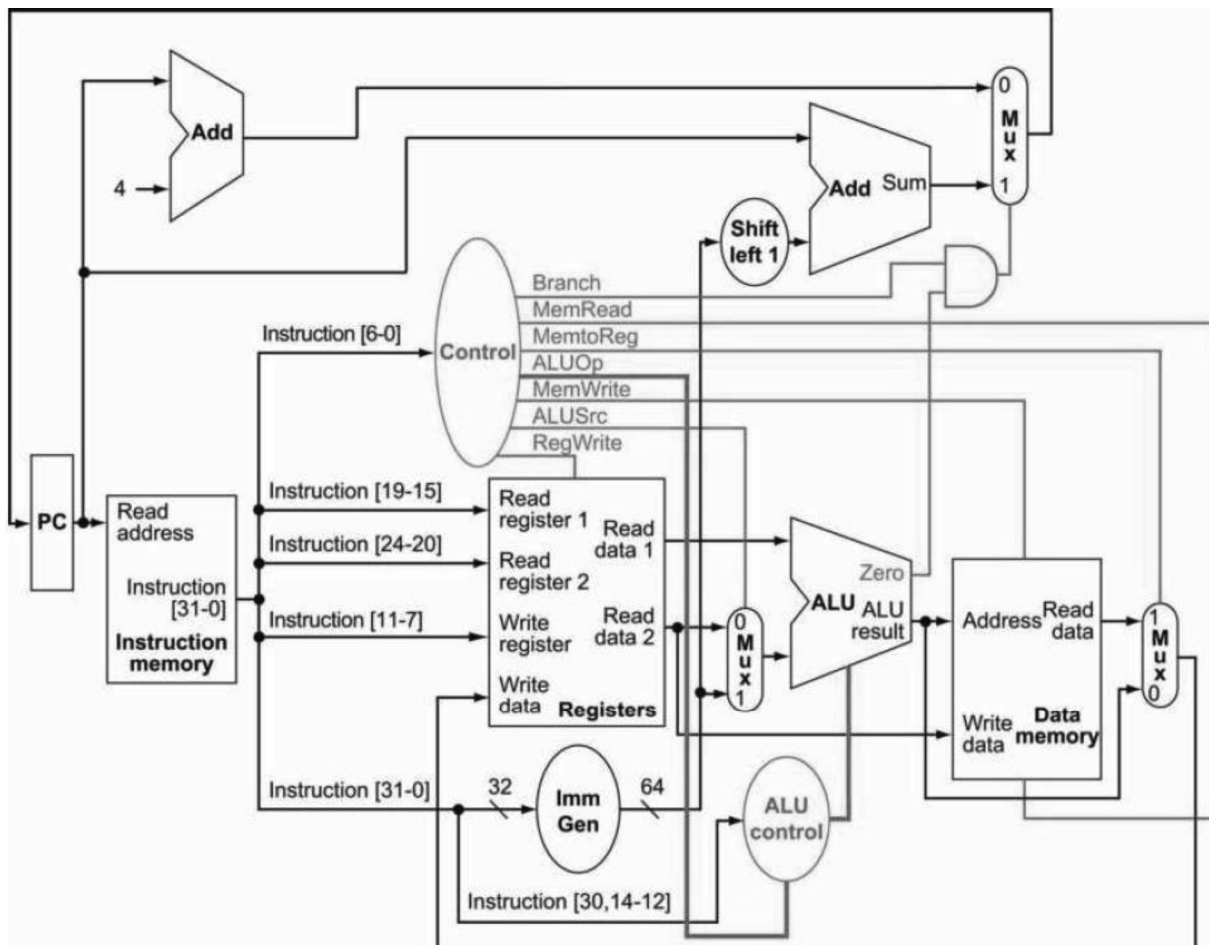 0
Mux
1
Add
4
Add
Sum
Shift
left 1
Branch
MemRead
MemtoReg
ALUOp
MemWrite
ALUSrc
RegWrite
Control
Instruction [6-0]
PC
Read
address
Instruction
[31-0]
Instruction
memory
Instruction [19-15]
Instruction [24-20]
Instruction [11-7]
Read
register 1
Read
register 2
Write
register
Write
data
Read
data 1
Read
data 2
Registers
0
Mux
1
Zero
ALU
ALU
result
Address
Read
data
Write
data
Data
memory
1
Mux
0
Instruction [31-0]
32
Imm
Gen
64
ALU
control
Instruction [30,14-12]